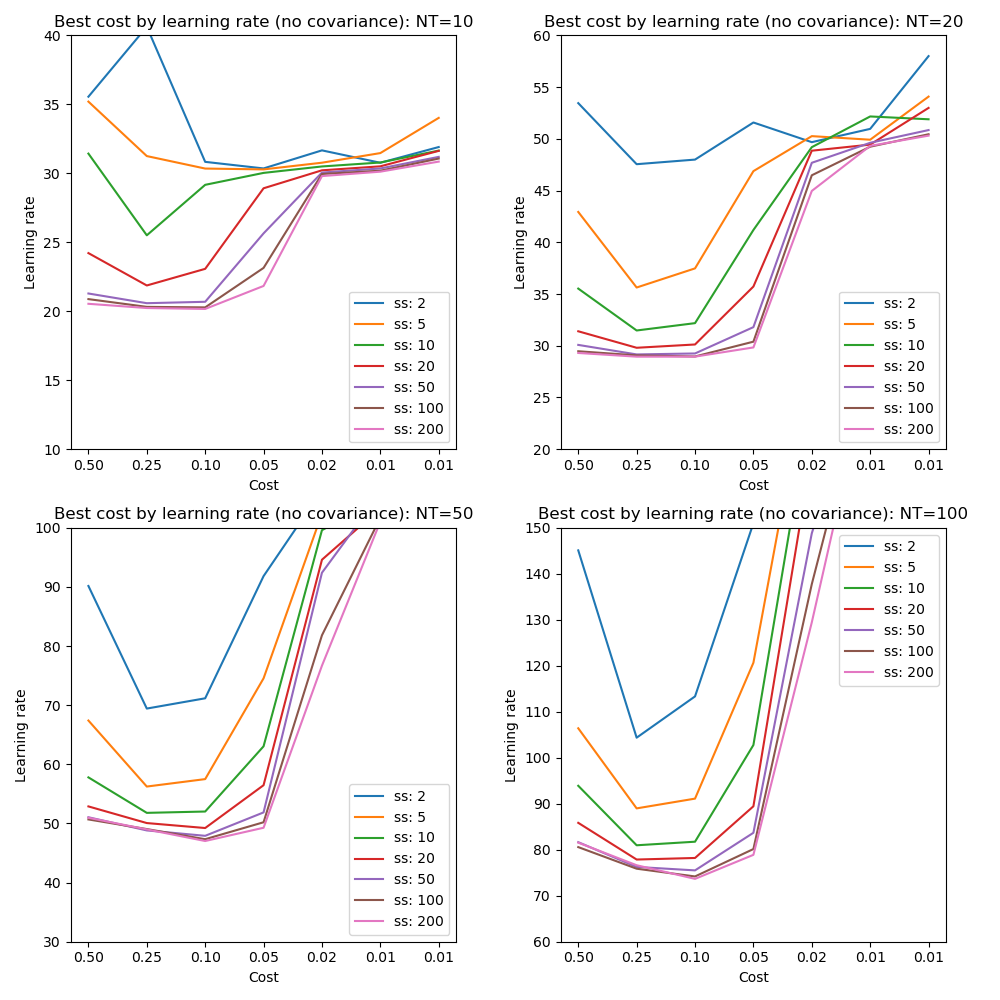 Best cost by learning rate (no covariance): NT=10
40
35
30
25
20
15
10
Learning rate
0.50 0.25 0.10 0.05 0.02 0.01 0.01
Cost
ss: 2
ss: 5
ss: 10
ss: 20
ss: 50
ss: 100
ss: 200
Best cost by learning rate (no covariance): NT=20
60
55
50
45
40
35
30
25
20
Learning rate
0.50 0.25 0.10 0.05 0.02 0.01 0.01
Cost
ss: 2
ss: 5
ss: 10
ss: 20
ss: 50
ss: 100
ss: 200
Best cost by learning rate (no covariance): NT=50
100
90
80
70
60
50
40
30
Learning rate
0.50 0.25 0.10 0.05 0.02 0.01 0.01
Cost
ss: 2
ss: 5
ss: 10
ss: 20
ss: 50
ss: 100
ss: 200
Best cost by learning rate (no covariance): NT=100
150
140
130
120
110
100
90
80
70
60
Learning rate
0.50 0.25 0.10 0.05 0.02 0.01 0.01
Cost
ss: 2
ss: 5
ss: 10
ss: 20
ss: 50
ss: 100
ss: 200